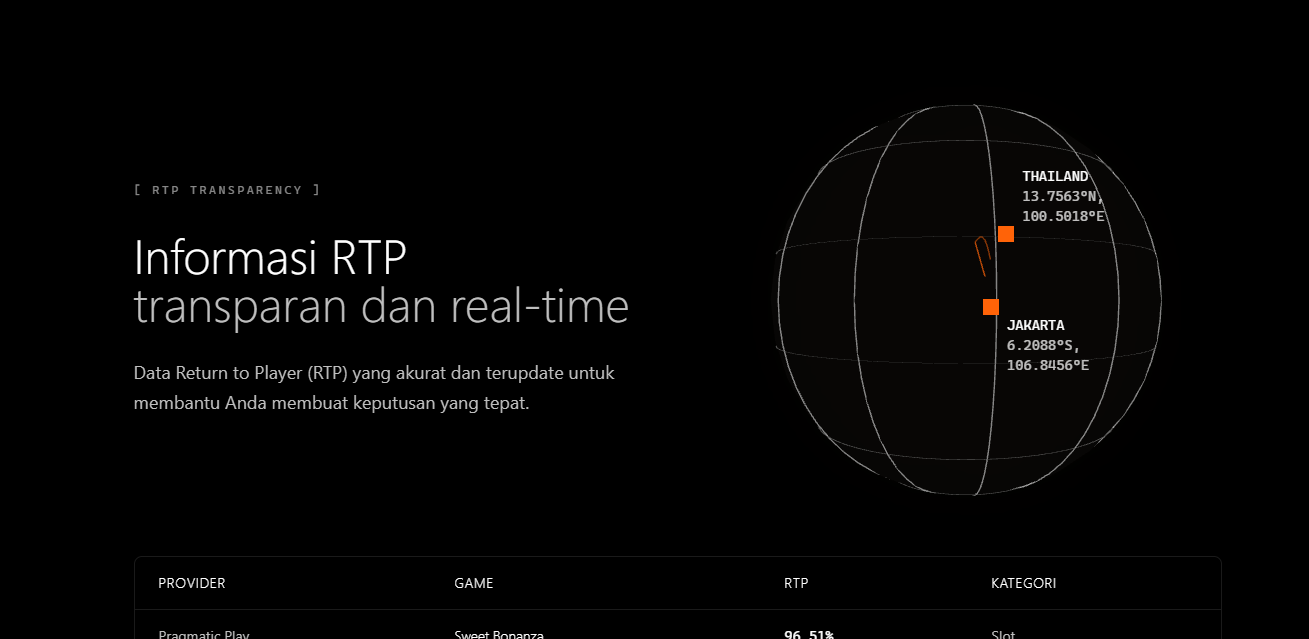 [ RTP TRANSPARENCY ]
Informasi RTP
transparan dan real-time
Data Return to Player (RTP) yang akurat dan terupdate untuk
membantu Anda membuat keputusan yang tepat.
THAILAND
13.7563°N,
100.5018°E
JAKARTA
6.2088°S,
106.8456°E
PROVIDER GAME RTP KATEGORI
Pragmatic Play Sweet Bonanza 96.51% Slot